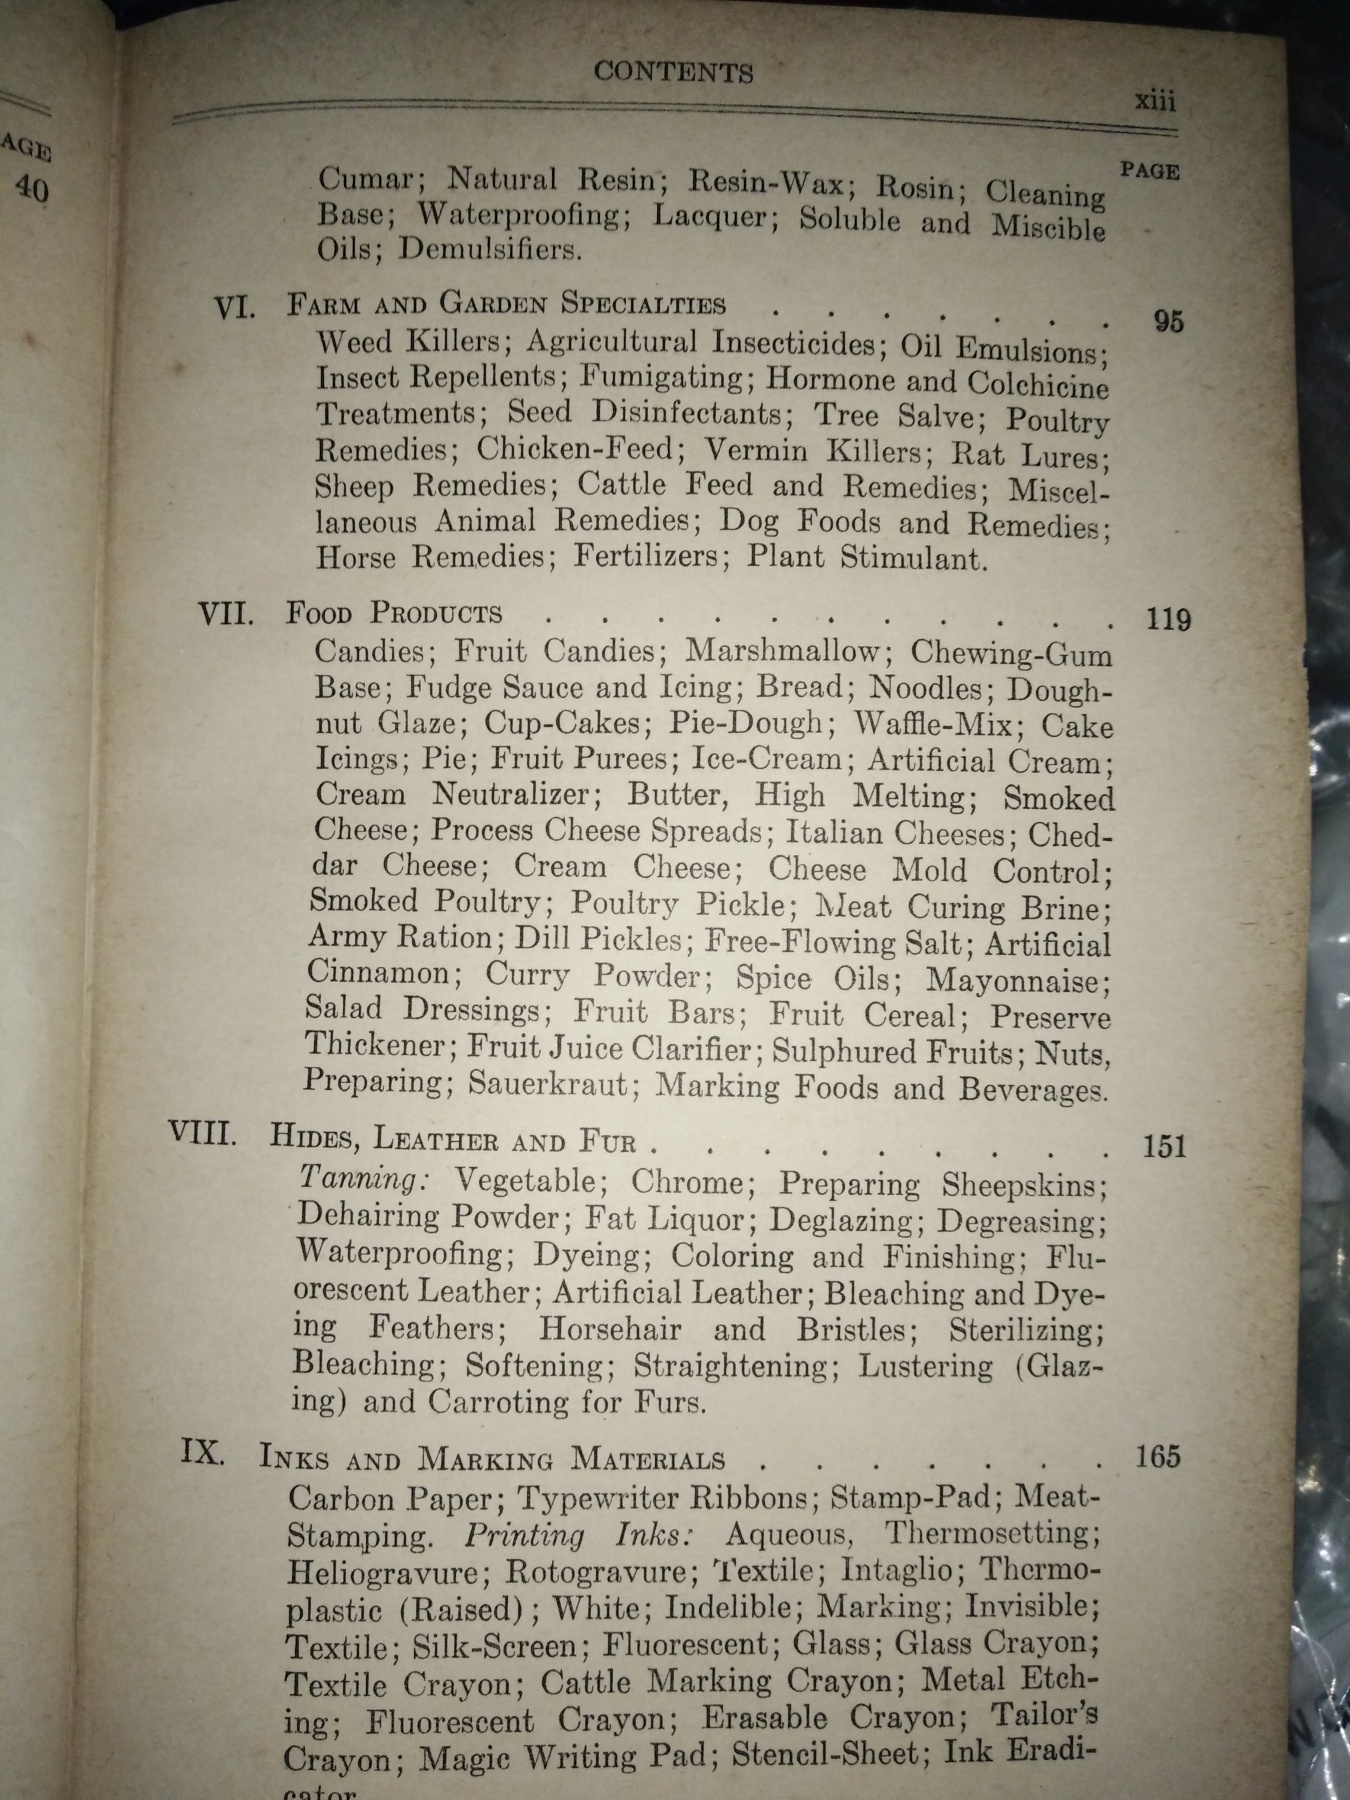 AGE
40
CONTENTS
xiii
PAGE
Cumar; Natural Resin; Resin-Wax; Rosin; Cleaning
Base; Waterproofing; Lacquer; Soluble and Miscible
Oils; Demulsifiers.
VI. FARM AND GARDEN SPECIALTIES . . . . . . . 95
Weed Killers; Agricultural Insecticides; Oil Emulsions;
Insect Repellents; Fumigating; Hormone and Colchicine
Treatments; Seed Disinfectants; Tree Salve; Poultry
Remedies; Chicken-Feed; Vermin Killers; Rat Lures;
Sheep Remedies; Cattle Feed and Remedies; Miscel-
laneous Animal Remedies; Dog Foods and Remedies;
Horse Remedies; Fertilizers; Plant Stimulant.
VII. FOOD PRODUCTS . . . . . . . . . . . 119
Candies; Fruit Candies; Marshmallow; Chewing-Gum
Base; Fudge Sauce and Icing; Bread; Noodles; Dough-
nut Glaze; Cup-Cakes; Pie-Dough; Waffle-Mix; Cake
Icings; Pie; Fruit Purees; Ice-Cream; Artificial Cream;
Cream Neutralizer; Butter, High Melting; Smoked
Cheese; Process Cheese Spreads; Italian Cheeses; Ched-
dar Cheese; Cream Cheese; Cheese Mold Control;
Smoked Poultry; Poultry Pickle; Meat Curing Brine;
Army Ration; Dill Pickles; Free-Flowing Salt; Artificial
Cinnamon; Curry Powder; Spice Oils; Mayonnaise;
Salad Dressings; Fruit Bars; Fruit Cereal; Preserve
Thickener; Fruit Juice Clarifier; Sulphured Fruits; Nuts,
Preparing; Sauerkraut; Marking Foods and Beverages.
VIII. HIDES, LEATHER AND FUR . . . . . . . . . 151
Tanning: Vegetable; Chrome; Preparing Sheepskins;
Dehairing Powder; Fat Liquor; Deglazing; Degreasing;
Waterproofing; Dyeing; Coloring and Finishing; Flu-
orescent Leather; Artificial Leather; Bleaching and Dye-
ing Feathers; Horsehair and Bristles; Sterilizing;
Bleaching; Softening; Straightening; Lustering (Glaz-
ing) and Carroting for Furs.
IX. INKS AND MARKING MATERIALS . . . . . . . 165
Carbon Paper; Typewriter Ribbons; Stamp-Pad; Meat-
Stamping. Printing Inks: Aqueous, Thermosetting;
Heliogravure; Rotogravure; Textile; Intaglio; Thermo-
plastic (Raised); White; Indelible; Marking; Invisible;
Textile; Silk-Screen; Fluorescent; Glass; Glass Crayon;
Textile Crayon; Cattle Marking Crayon; Metal Etch-
ing; Fluorescent Crayon; Erasable Crayon; Tailor's
Crayon; Magic Writing Pad; Stencil-Sheet; Ink Eradi-
cator.